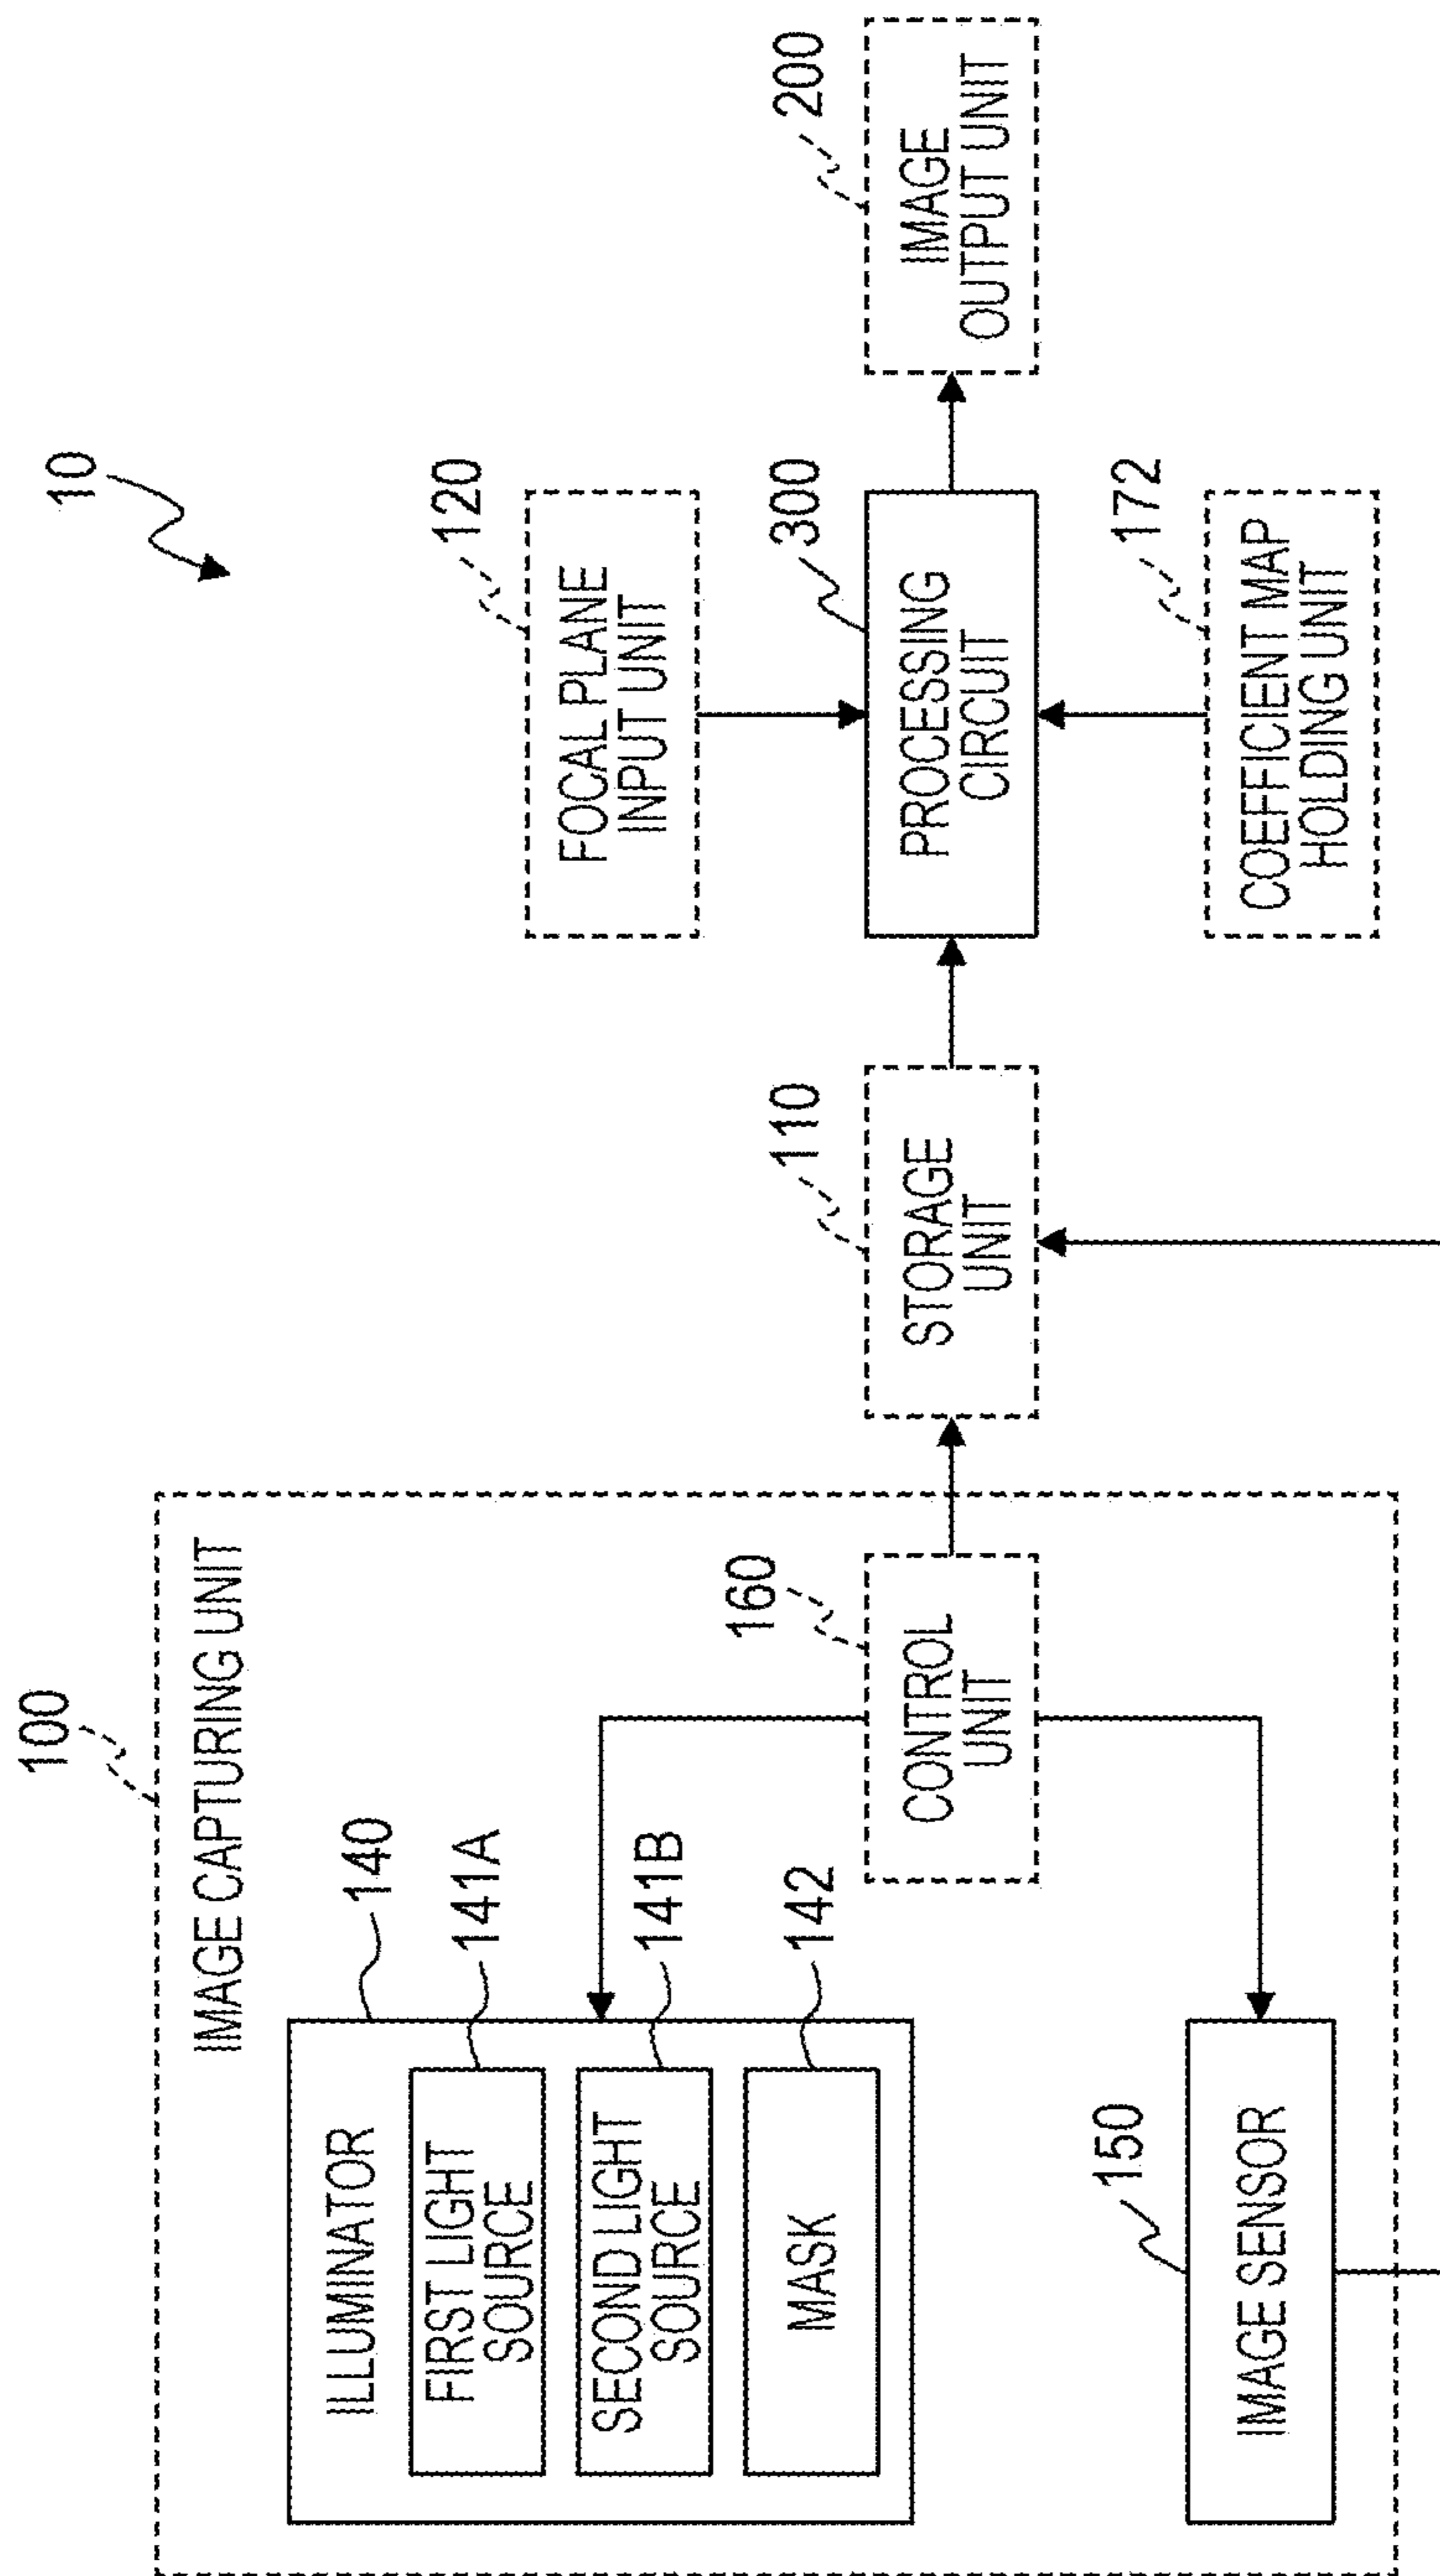 10
100
IMAGE CAPTURING UNIT
140
ILLUMINATOR
141A
FIRST LIGHT
SOURCE
141B
SECOND LIGHT
SOURCE
142
MASK
150
IMAGE SENSOR
160
CONTROL
UNIT
110
STORAGE
UNIT
120
FOCAL PLANE
INPUT UNIT
300
PROCESSING
CIRCUIT
172
COEFFICIENT MAP
HOLDING UNIT
200
IMAGE
OUTPUT UNIT